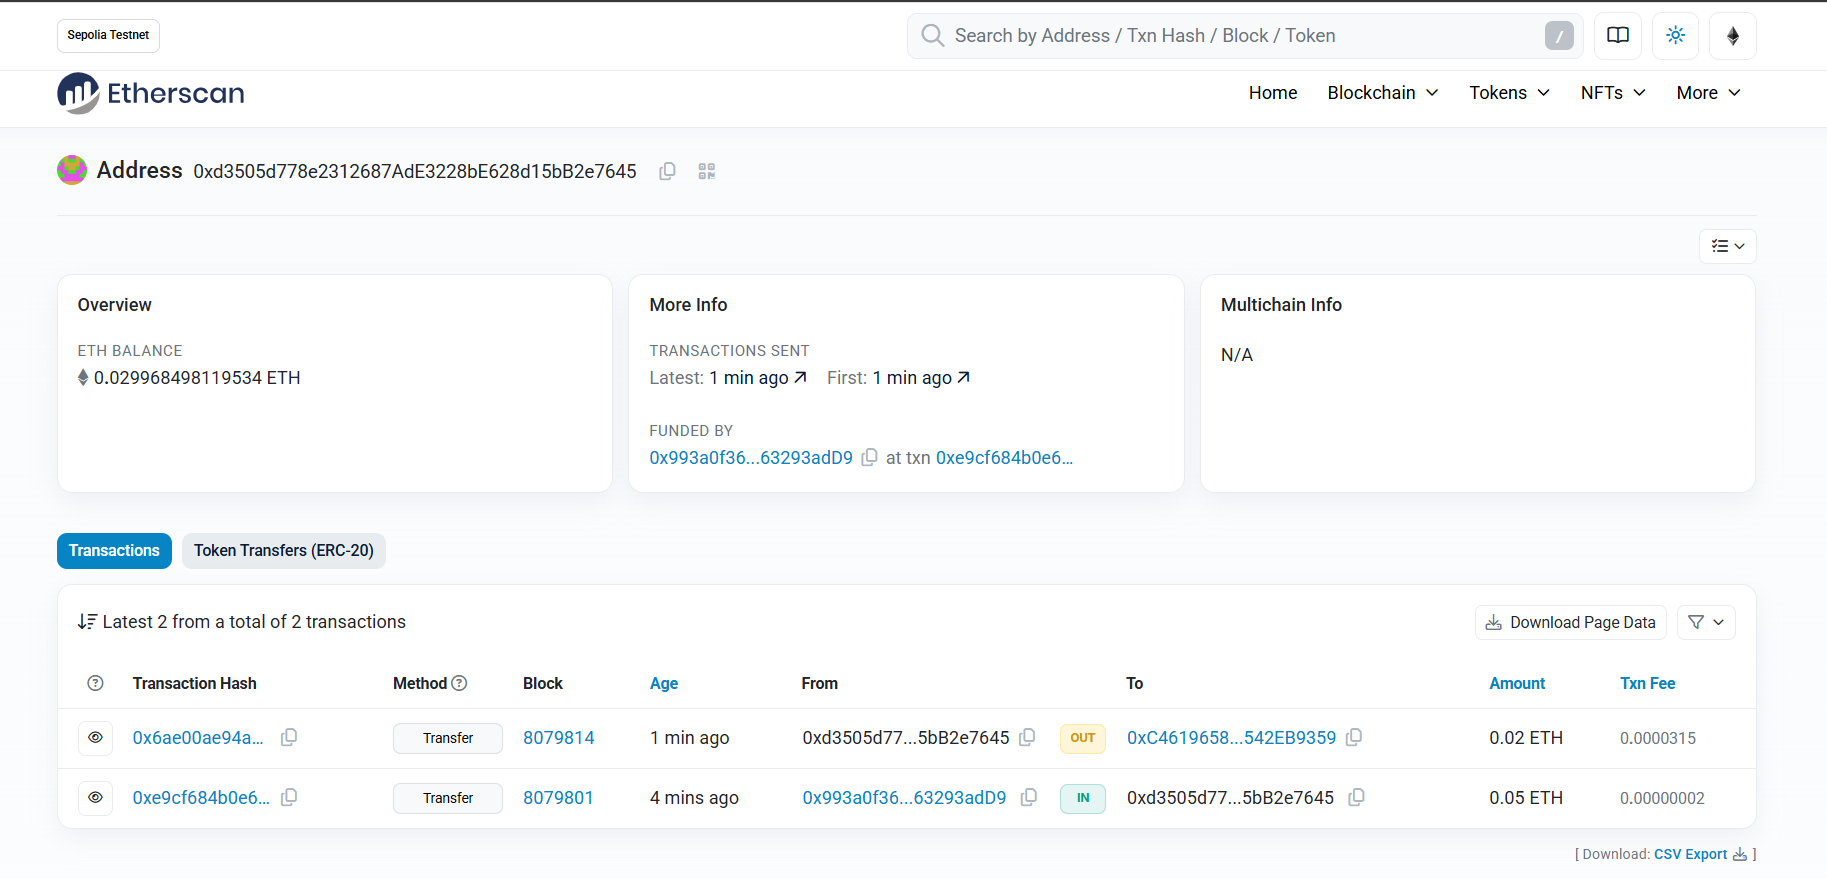 Sepolia Testnet
Search by Address / Txn Hash / Block / Token /
Etherscan
Home Blockchain Tokens NFTs More
Address 0xd3505d778e2312687AdE3228bE628d15bB2e7645
Overview
ETH BALANCE
0.029968498119534 ETH
More Info
TRANSACTIONS SENT
Latest: 1 min ago First: 1 min ago
FUNDED BY
0x993a0f36...63293adD9 at txn 0xe9cf684b0e6...
Multichain Info
N/A
Transactions Token Transfers (ERC-20)
Latest 2 from a total of 2 transactions
Download Page Data
Transaction Hash Method Block Age From To Amount Txn Fee
0x6ae00ae94a... Transfer 8079814 1 min ago 0xd3505d77...5bB2e7645 OUT 0xC4619658...542EB9359 0.02 ETH 0.0000315
0xe9cf684b0e6... Transfer 8079801 4 mins ago 0x993a0f36...63293adD9 IN 0xd3505d77...5bB2e7645 0.05 ETH 0.00000002
[ Download: CSV Export ]